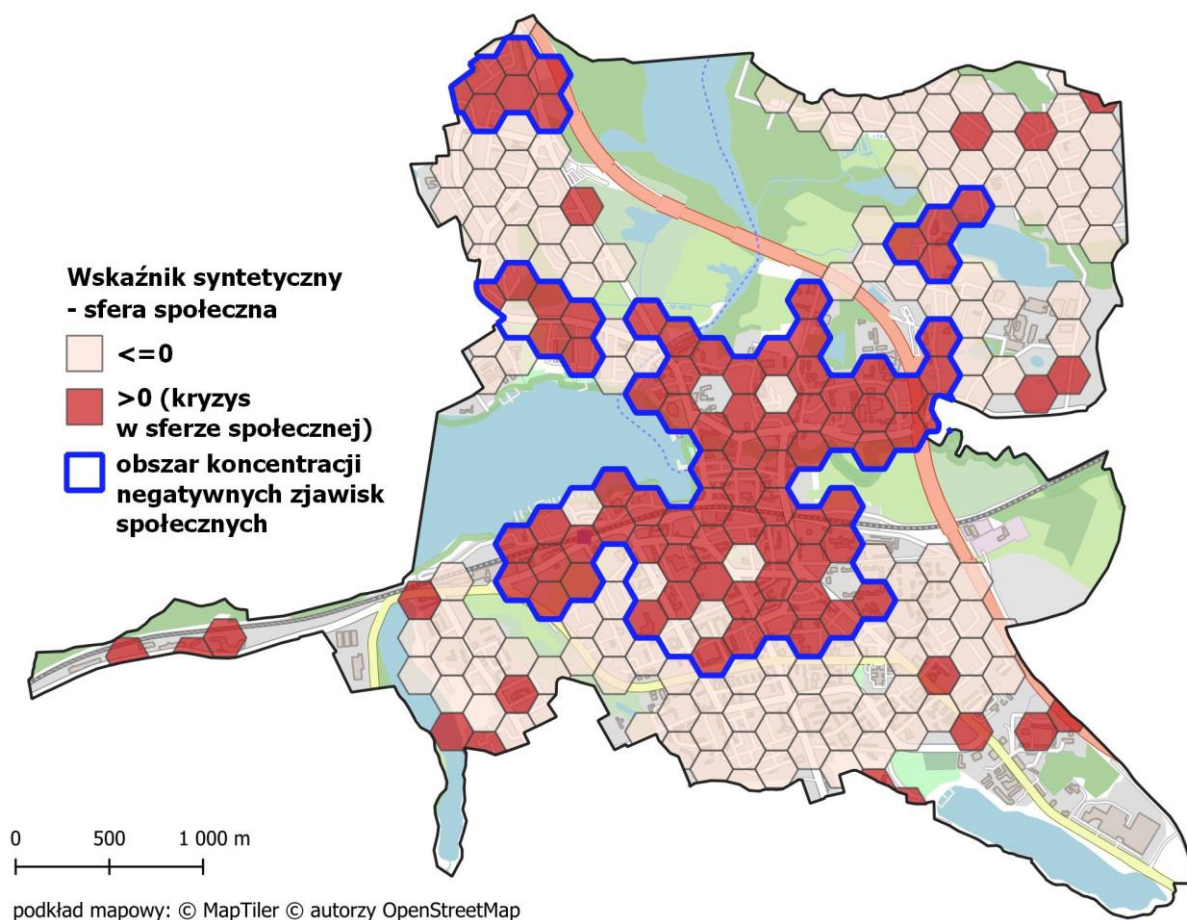 Wskaźnik syntetyczny
- sfera społeczna
<=0
>0 (kryzys
w sferze społecznej)
obszar koncentracji
negatywnych zjawisk
społecznych
0 500 1 000 m
podkład mapowy: © MapTiler © autorzy OpenStreetMap